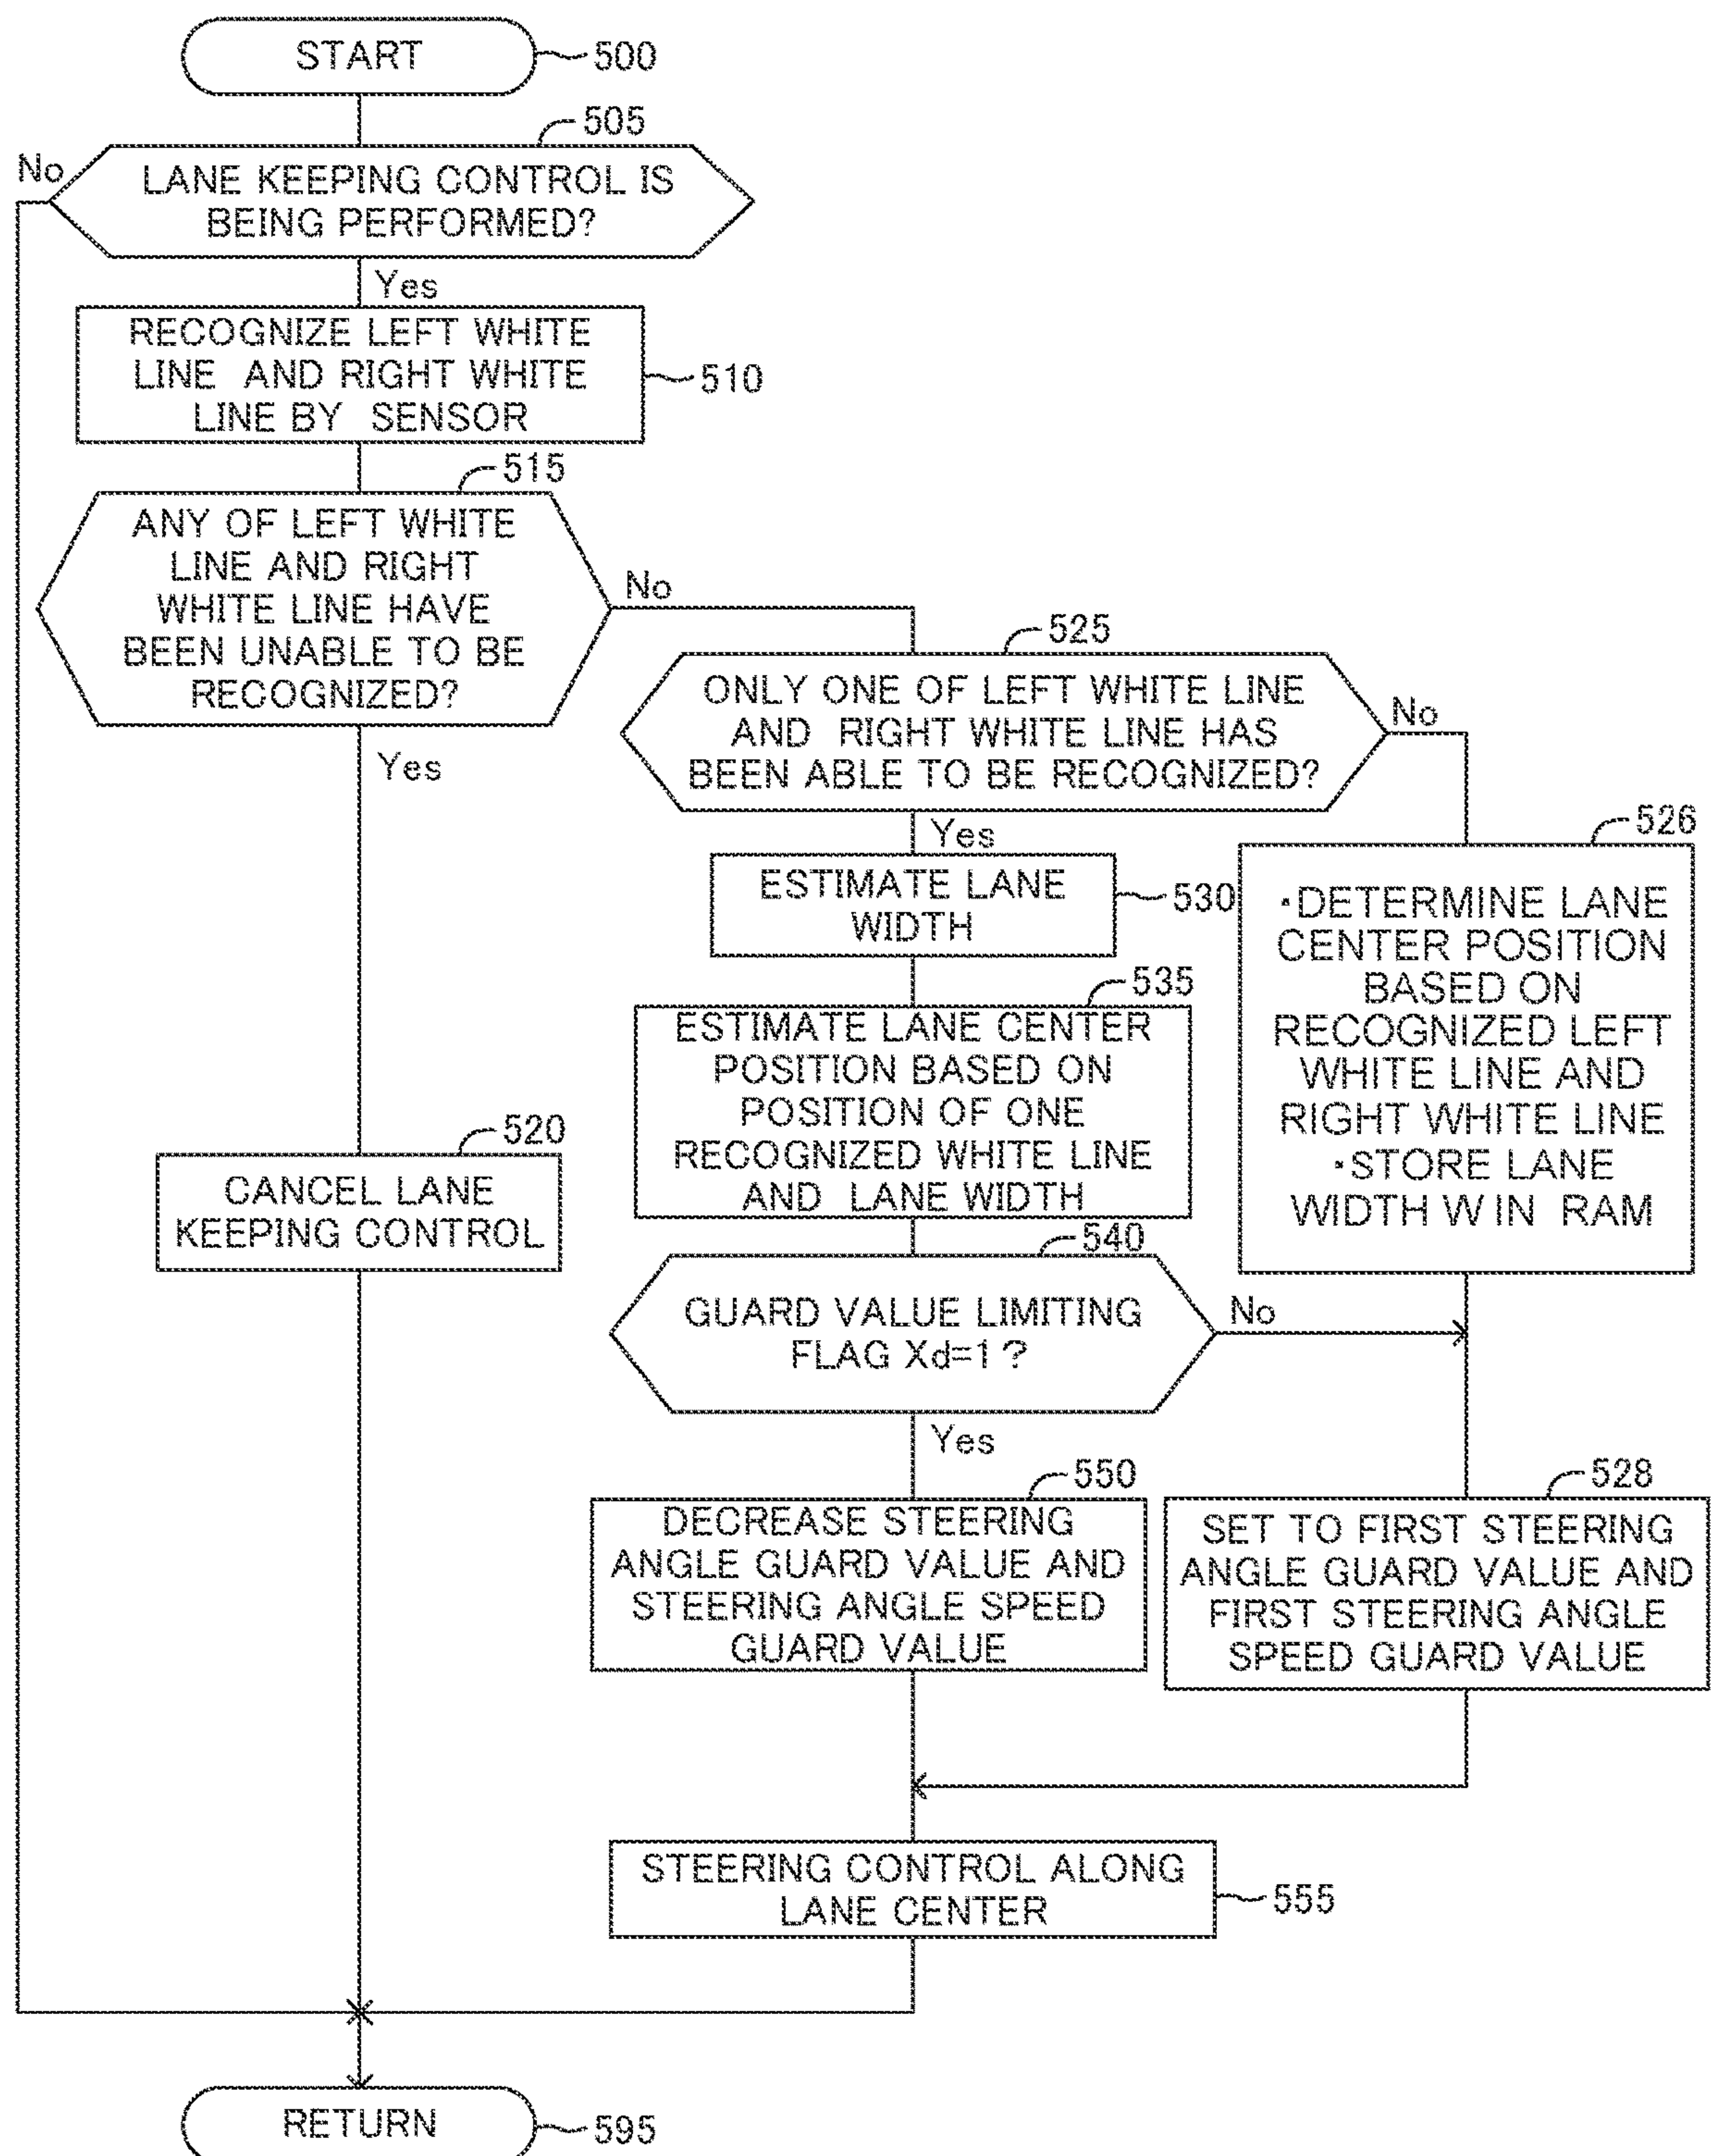 START
500
505
No
LANE KEEPING CONTROL IS
BEING PERFORMED?
Yes
RECOGNIZE LEFT WHITE
LINE AND RIGHT WHITE
LINE BY SENSOR
510
515
ANY OF LEFT WHITE
LINE AND RIGHT
WHITE LINE HAVE
BEEN UNABLE TO BE
RECOGNIZED?
No
Yes
525
ONLY ONE OF LEFT WHITE LINE
AND RIGHT WHITE LINE HAS
BEEN ABLE TO BE RECOGNIZED?
No
Yes
526
・DETERMINE LANE
CENTER POSITION
BASED ON
RECOGNIZED LEFT
WHITE LINE AND
RIGHT WHITE LINE
・STORE LANE
WIDTH W IN RAM
ESTIMATE LANE
WIDTH
530
535
ESTIMATE LANE CENTER
POSITION BASED ON
POSITION OF ONE
RECOGNIZED WHITE LINE
AND LANE WIDTH
520
CANCEL LANE
KEEPING CONTROL
540
GUARD VALUE LIMITING
FLAG Xd=1 ?
No
Yes
550
DECREASE STEERING
ANGLE GUARD VALUE AND
STEERING ANGLE SPEED
GUARD VALUE
528
SET TO FIRST STEERING
ANGLE GUARD VALUE AND
FIRST STEERING ANGLE
SPEED GUARD VALUE
STEERING CONTROL ALONG
LANE CENTER
555
RETURN
595